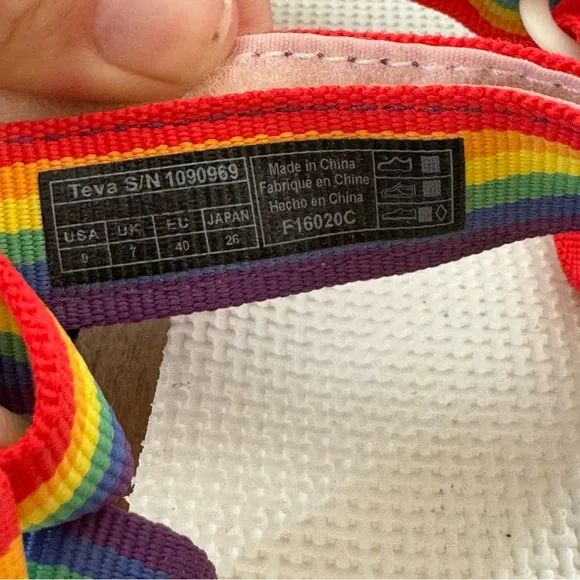 Teva S/N 1090969
USA UK EU JAPAN
9 7 40 26
Made in China
Fabriqué en Chine
Hecho en China
F16020C